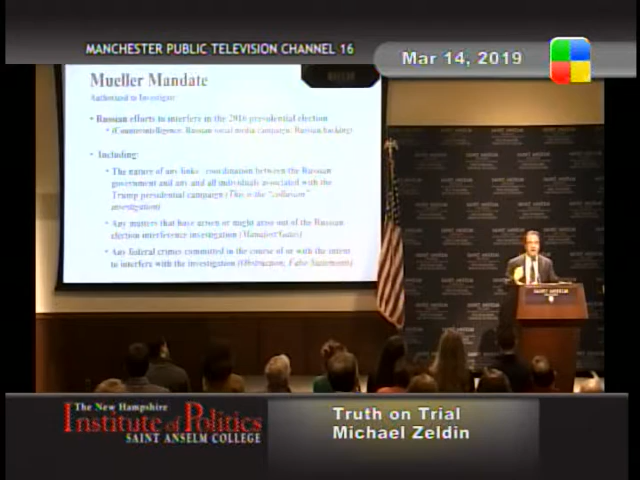 MANCHESTER PUBLIC TELEVISION CHANNEL 16
Mar 14, 2019
Mueller Mandate
Authorized to Investigate
• Russian efforts to interfere in the 2016 presidential election
• (Counterintelligence, Russian social media campaign, Russian hacking)
• Including:
• The nature of any links coordination between the Russian
government and any and all individuals associated with the
Trump presidential campaign (This is the "collusion"
investigation)
• Any matters that have arisen or might arise out of the Russian
election interference investigation (Manafort/Gates)
• Any federal crimes committed in the course of or with the intent
to interfere with the investigation (Obstruction, False Statements)
SAINT ANSELM
The New Hampshire
Institute of Politics
SAINT ANSELM COLLEGE
Truth on Trial
Michael Zeldin